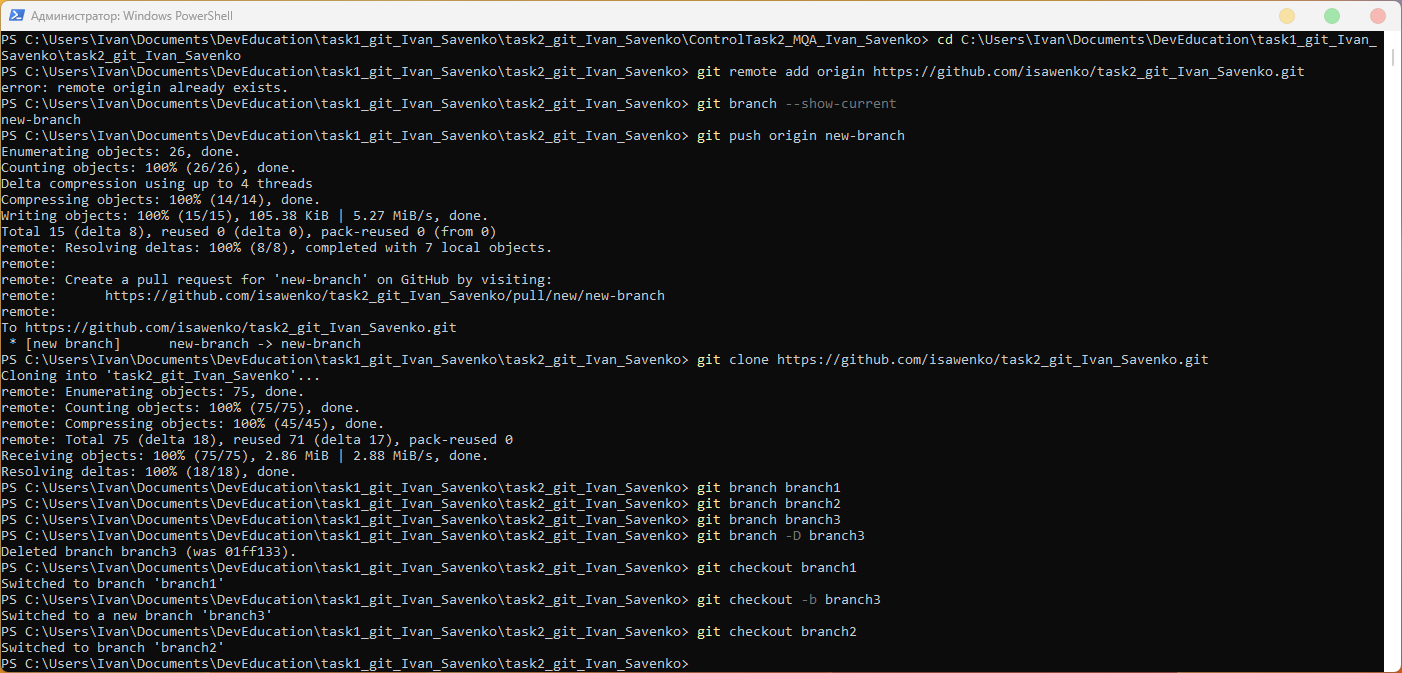 Администратор: Windows PowerShell
PS C:\Users\Ivan\Documents\DevEducation\task1_git_Ivan_Savenko\task2_git_Ivan_Savenko\ControlTask2_MQA_Ivan_Savenko> cd C:\Users\Ivan\Documents\DevEducation\task1_git_Ivan_
Savenko\task2_git_Ivan_Savenko
PS C:\Users\Ivan\Documents\DevEducation\task1_git_Ivan_Savenko\task2_git_Ivan_Savenko> git remote add origin https://github.com/isawenko/task2_git_Ivan_Savenko.git
error: remote origin already exists.
PS C:\Users\Ivan\Documents\DevEducation\task1_git_Ivan_Savenko\task2_git_Ivan_Savenko> git branch --show-current
new-branch
PS C:\Users\Ivan\Documents\DevEducation\task1_git_Ivan_Savenko\task2_git_Ivan_Savenko> git push origin new-branch
Enumerating objects: 26, done.
Counting objects: 100% (26/26), done.
Delta compression using up to 4 threads
Compressing objects: 100% (14/14), done.
Writing objects: 100% (15/15), 105.38 KiB | 5.27 MiB/s, done.
Total 15 (delta 8), reused 0 (delta 0), pack-reused 0 (from 0)
remote: Resolving deltas: 100% (8/8), completed with 7 local objects.
remote:
remote: Create a pull request for 'new-branch' on GitHub by visiting:
remote:      https://github.com/isawenko/task2_git_Ivan_Savenko/pull/new/new-branch
remote:
To https://github.com/isawenko/task2_git_Ivan_Savenko.git
 * [new branch]      new-branch -> new-branch
PS C:\Users\Ivan\Documents\DevEducation\task1_git_Ivan_Savenko\task2_git_Ivan_Savenko> git clone https://github.com/isawenko/task2_git_Ivan_Savenko.git
Cloning into 'task2_git_Ivan_Savenko'...
remote: Enumerating objects: 75, done.
remote: Counting objects: 100% (75/75), done.
remote: Compressing objects: 100% (45/45), done.
remote: Total 75 (delta 18), reused 71 (delta 17), pack-reused 0
Receiving objects: 100% (75/75), 2.86 MiB | 2.88 MiB/s, done.
Resolving deltas: 100% (18/18), done.
PS C:\Users\Ivan\Documents\DevEducation\task1_git_Ivan_Savenko\task2_git_Ivan_Savenko> git branch branch1
PS C:\Users\Ivan\Documents\DevEducation\task1_git_Ivan_Savenko\task2_git_Ivan_Savenko> git branch branch2
PS C:\Users\Ivan\Documents\DevEducation\task1_git_Ivan_Savenko\task2_git_Ivan_Savenko> git branch branch3
PS C:\Users\Ivan\Documents\DevEducation\task1_git_Ivan_Savenko\task2_git_Ivan_Savenko> git branch -D branch3
Deleted branch branch3 (was 01ff133).
PS C:\Users\Ivan\Documents\DevEducation\task1_git_Ivan_Savenko\task2_git_Ivan_Savenko> git checkout branch1
Switched to branch 'branch1'
PS C:\Users\Ivan\Documents\DevEducation\task1_git_Ivan_Savenko\task2_git_Ivan_Savenko> git checkout -b branch3
Switched to a new branch 'branch3'
PS C:\Users\Ivan\Documents\DevEducation\task1_git_Ivan_Savenko\task2_git_Ivan_Savenko> git checkout branch2
Switched to branch 'branch2'
PS C:\Users\Ivan\Documents\DevEducation\task1_git_Ivan_Savenko\task2_git_Ivan_Savenko>